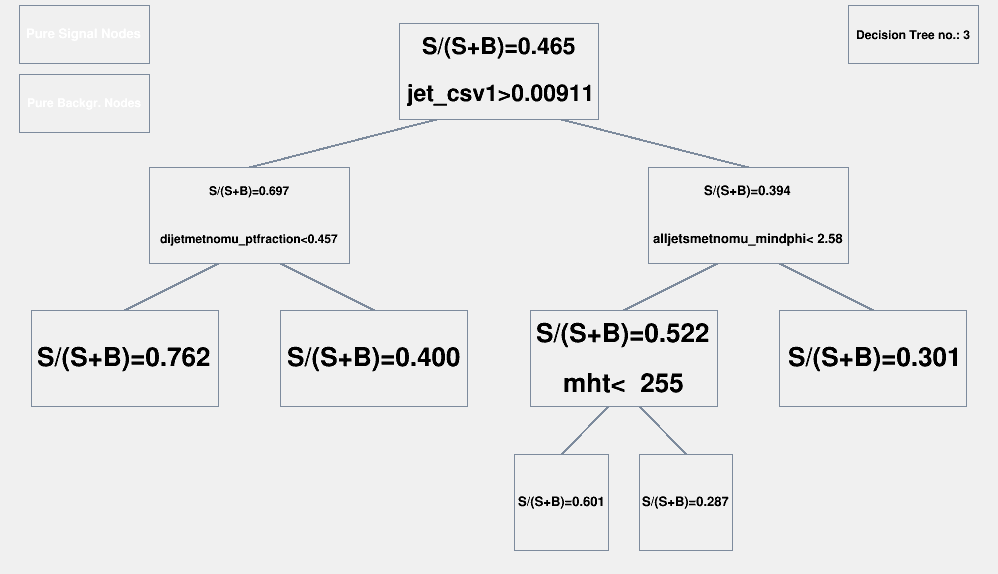 Pure Signal Nodes
Pure Backgr. Nodes
Decision Tree no.: 3
S/(S+B)=0.465
jet_csv1>0.00911
S/(S+B)=0.697
dijetmetnomu_ptfraction<0.457
S/(S+B)=0.394
alljetsmetnomu_mindphi< 2.58
S/(S+B)=0.762
S/(S+B)=0.400
S/(S+B)=0.522
mht< 255
S/(S+B)=0.301
S/(S+B)=0.601
S/(S+B)=0.287